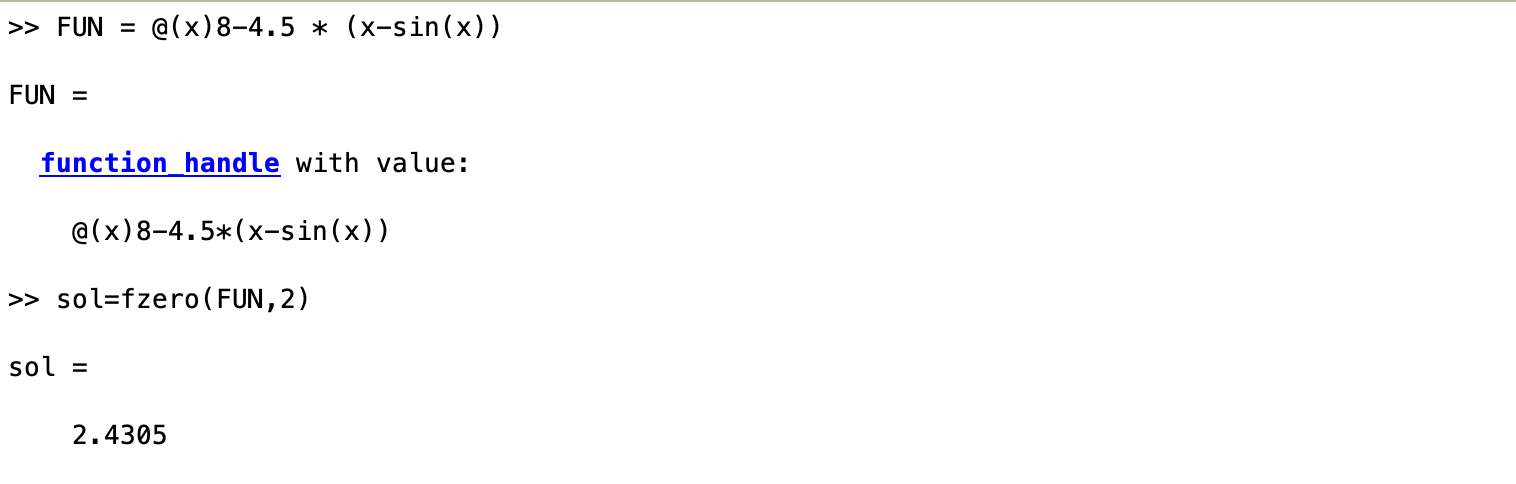 >> FUN = @(x)8-4.5 * (x-sin(x))
FUN =
function_handle with value:
@(x)8-4.5*(x-sin(x))
>> sol=fzero(FUN,2)
sol =
2.4305